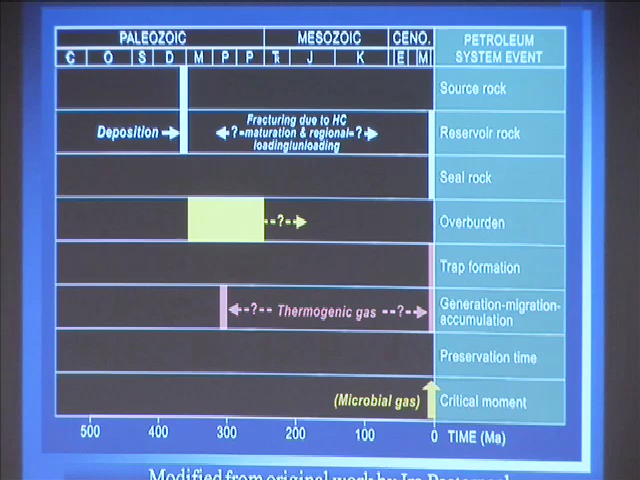 PALEOZOIC MESOZOIC CENO. PETROLEUM
SYSTEM EVENT
Є O S D M P P TR J K E M
Source rock
Fracturing due to HC
Deposition ?–maturation & regional–? Reservoir rock
loading/unloading
Seal rock
--?-- Overburden
Trap formation
--?-- Thermogenic gas --?-- Generation-migration-
accumulation
Preservation time
(Microbial gas) Critical moment
500 400 300 200 100 0 TIME (Ma)
Modified from original work by